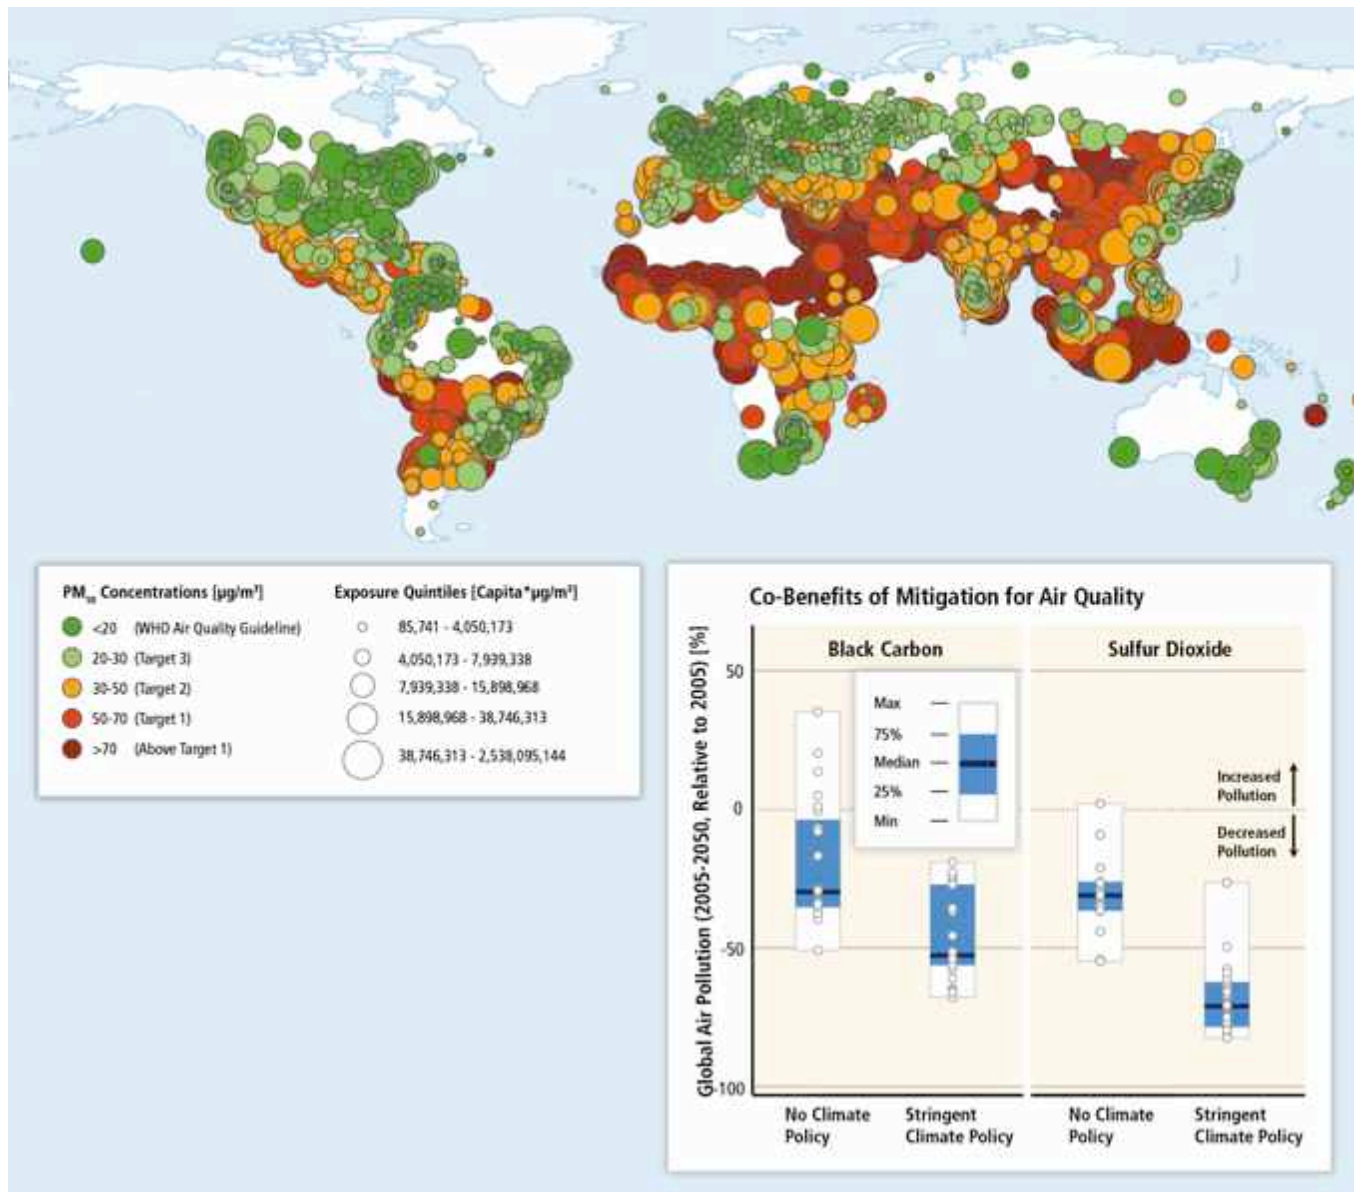 PM10 Concentrations [µg/m³]
<20 (WHO Air Quality Guideline)
20-30 (Target 3)
30-50 (Target 2)
50-70 (Target 1)
>70 (Above Target 1)
Exposure Quintiles [Capita*µg/m³]
85,741 - 4,050,173
4,050,173 - 7,939,338
7,939,338 - 15,898,968
15,898,968 - 38,746,313
38,746,313 - 2,538,095,144
Co-Benefits of Mitigation for Air Quality
Global Air Pollution (2005-2050, Relative to 2005) [%]
Black Carbon
Sulfur Dioxide
50
0
-50
-100
Max
75%
Median
25%
Min
Increased
Pollution
Decreased
Pollution
No Climate
Policy
Stringent
Climate Policy
No Climate
Policy
Stringent
Climate Policy